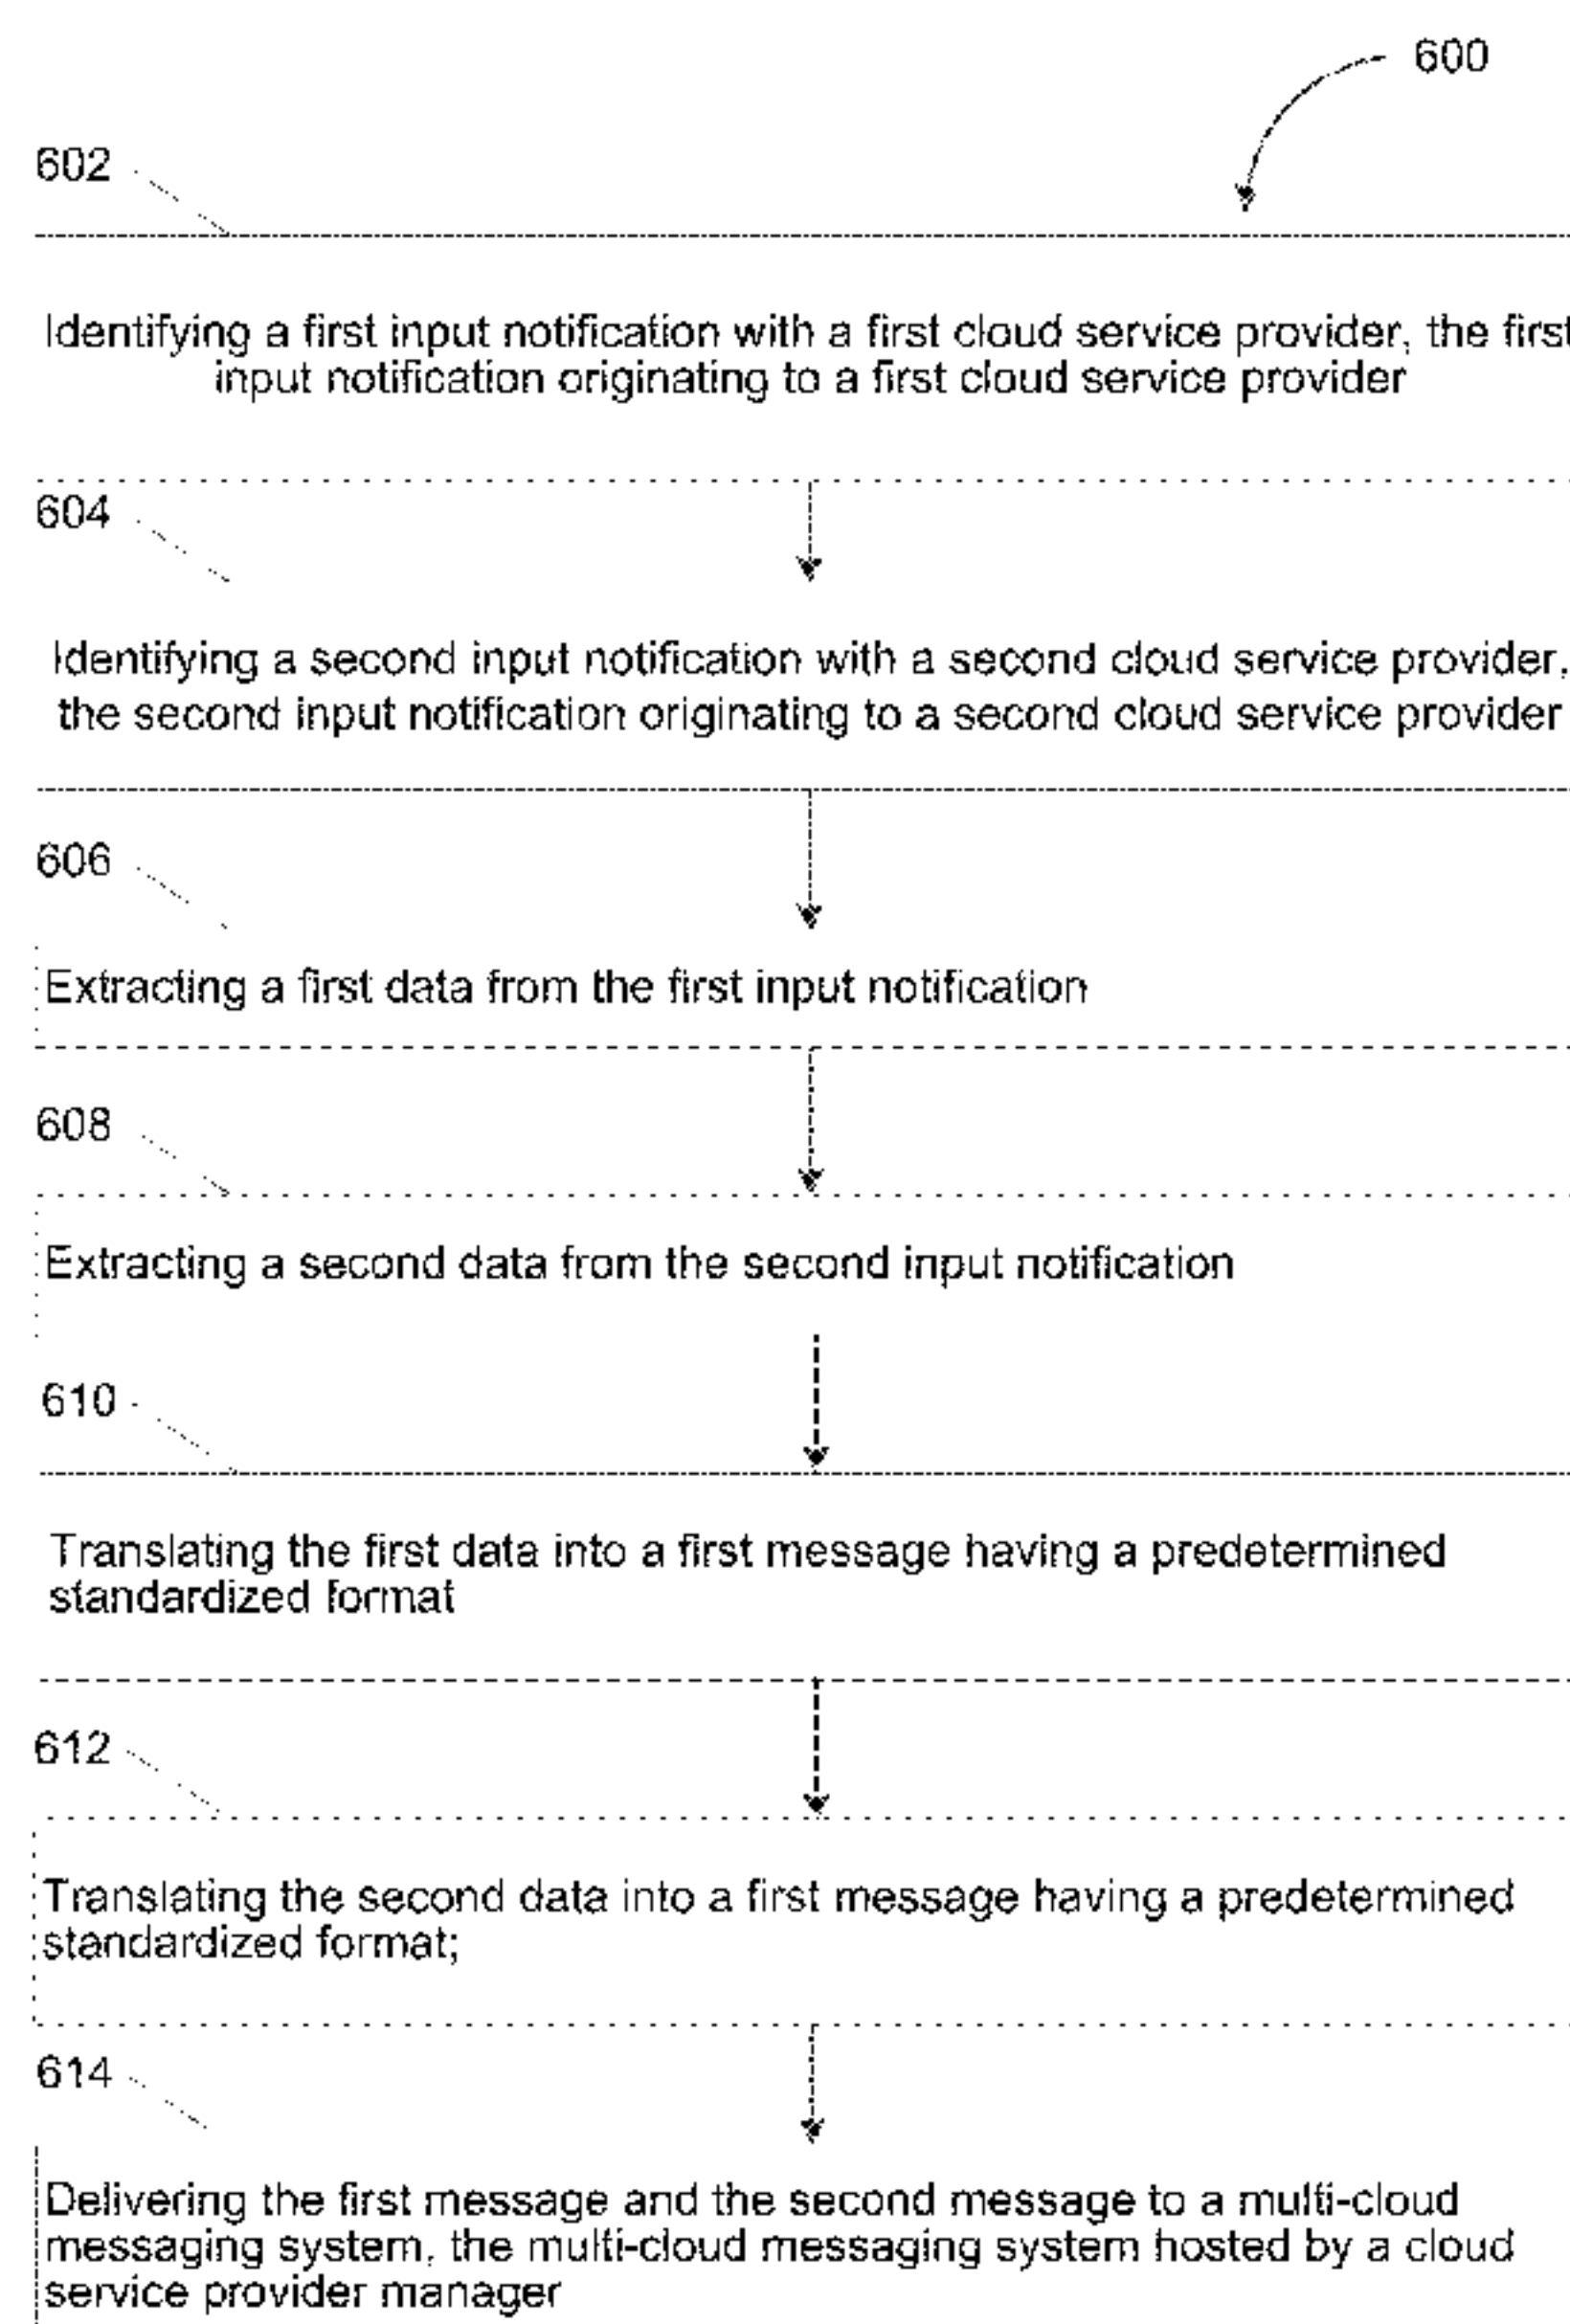 600
602
Identifying a first input notification with a first cloud service provider, the first
input notification originating to a first cloud service provider
604
Identifying a second input notification with a second cloud service provider,
the second input notification originating to a second cloud service provider
606
Extracting a first data from the first input notification
608
Extracting a second data from the second input notification
610
Translating the first data into a first message having a predetermined
standardized format
612
Translating the second data into a first message having a predetermined
standardized format;
614
Delivering the first message and the second message to a multi-cloud
messaging system, the multi-cloud messaging system hosted by a cloud
service provider manager